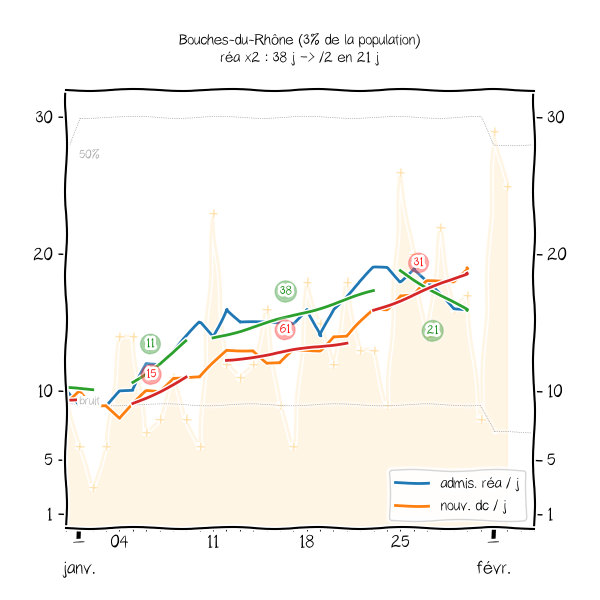 Bouches-du-Rhône (3% de la population)
réa x2 : 38 j -> /2 en 21 j
30 30
50%
20 20
31
38
61
21
11
15
10 10
bruit
5 5
1 1
admis. réa / j
nouv. dc / j
04 11 18 25
janv. févr.